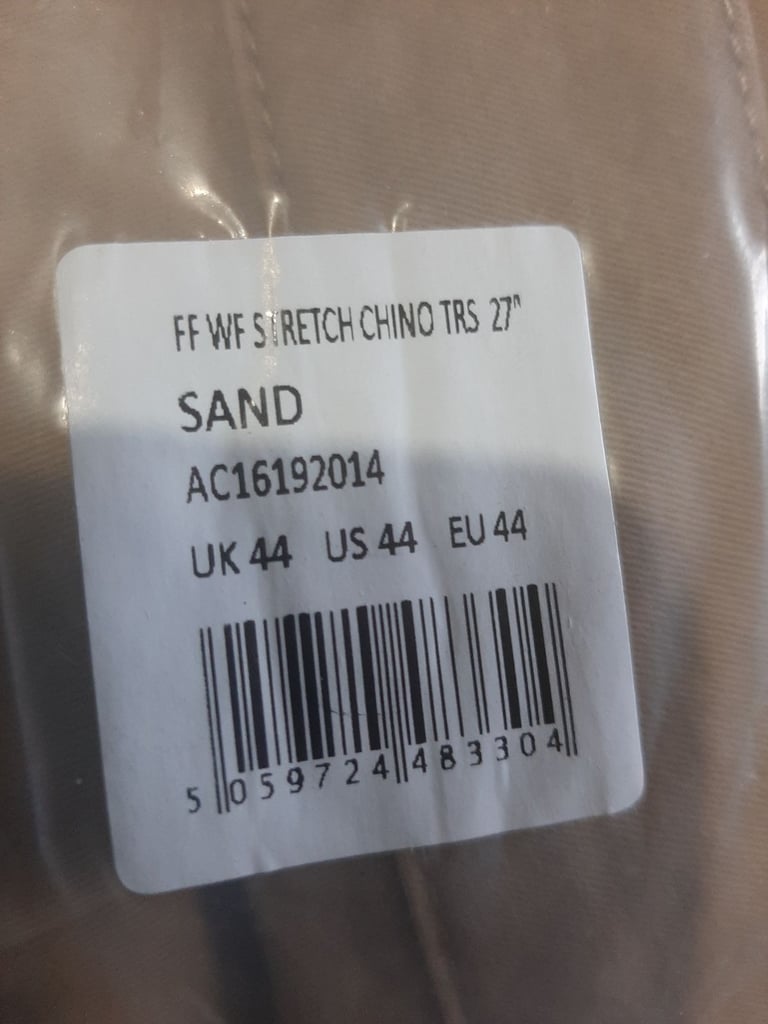 FF WF STRETCH CHINO TRS 27"
SAND
AC16192014
UK 44 US 44 EU 44
5 059724 483304